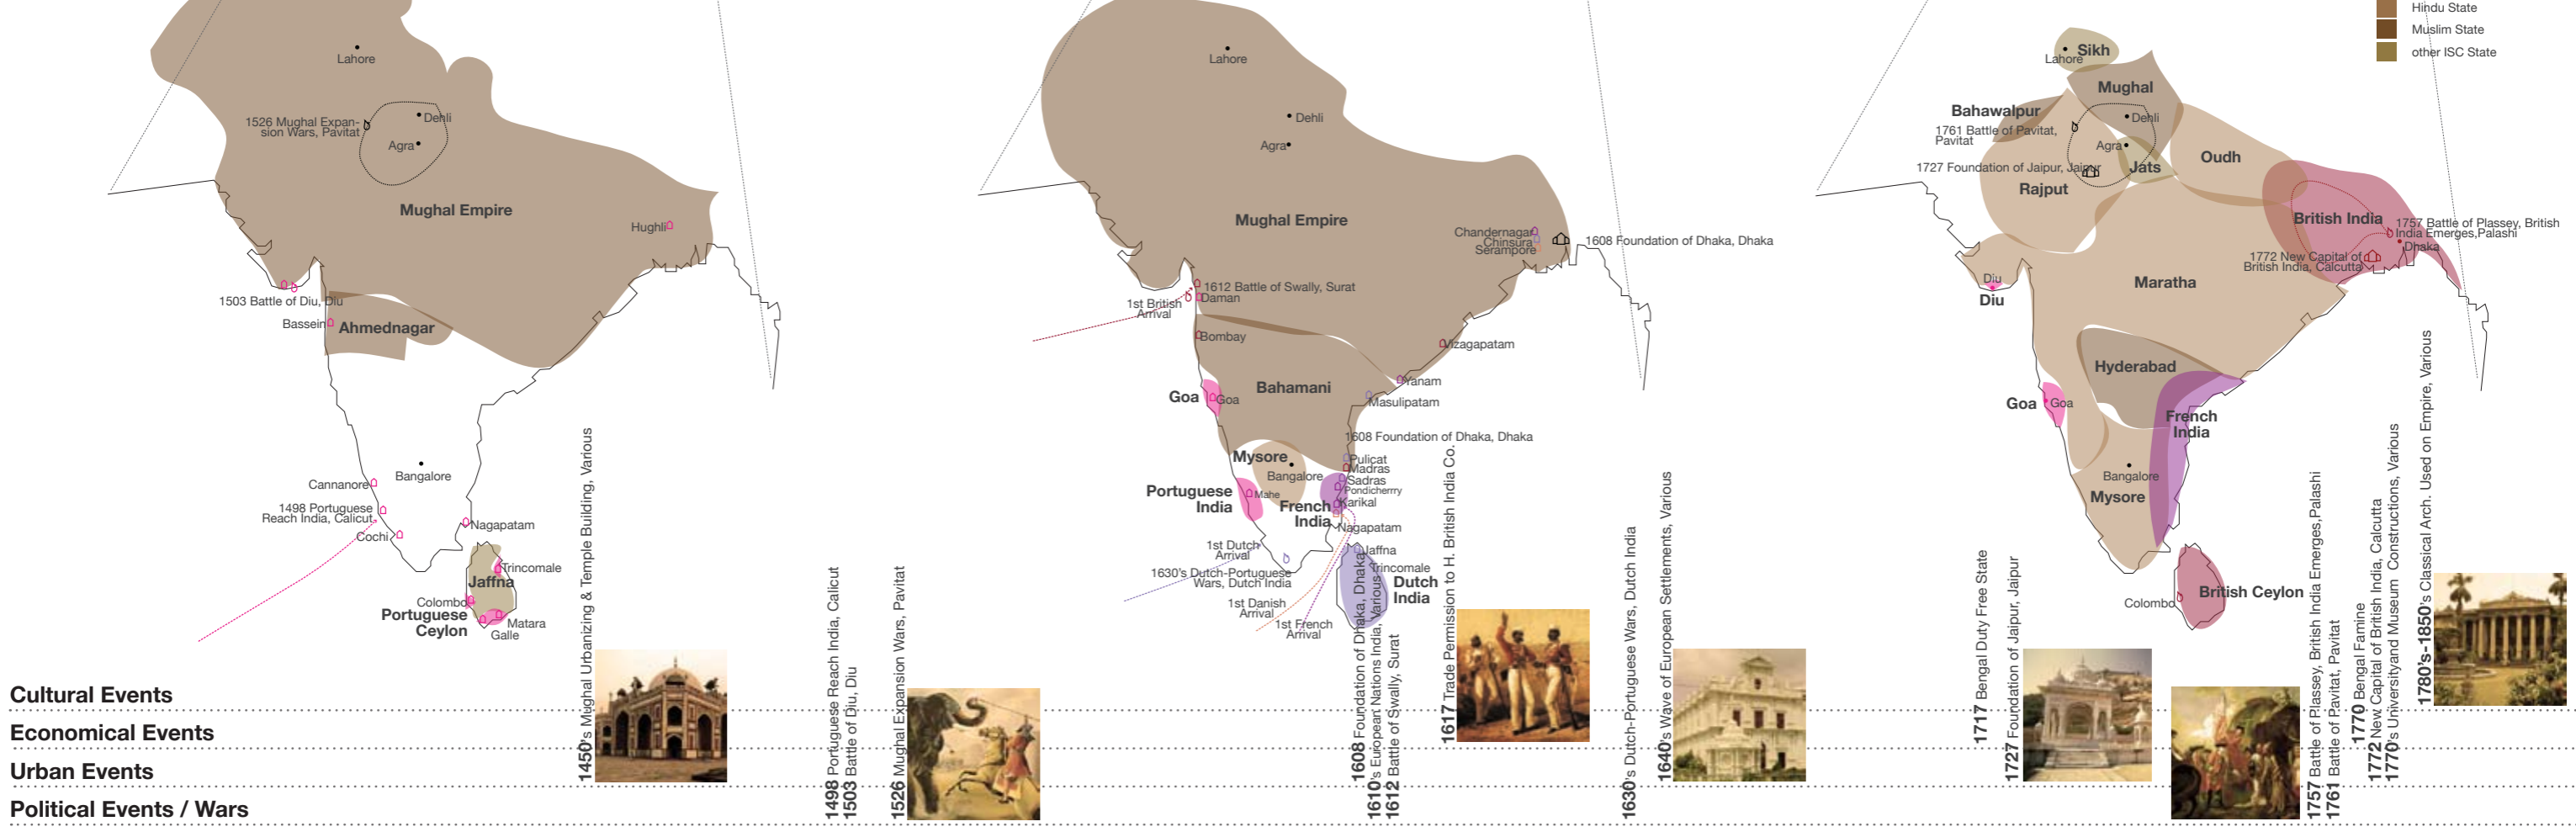 Lahore
1526 Mughal Expan-
sion Wars, Pavitat
Dehli
Agra
Mughal Empire
Hughli
1503 Battle of Diu, Diu
Bassein
Ahmednagar
Bangalore
Cannanore
1498 Portuguese
Reach India, Calicut
Cochi
Nagapatam
Trincomale
Jaffna
Colombo
Portuguese
Ceylon
Matara
Galle
Lahore
Dehli
Agra
Mughal Empire
Chandernagar
Chinsura
Serampore
1608 Foundation of Dhaka, Dhaka
1612 Battle of Swally, Surat
Daman
1st British
Arrival
Bombay
Vizagapatam
Bahamani
Yanam
Masulipatam
Goa
Goa
1608 Foundation of Dhaka, Dhaka
Mysore
Bangalore
Pulicat
Madras
Sadras
Pondicherrry
Karikal
Portuguese
India
Mahe
French
India
Nagapatam
1st Dutch
Arrival
Jaffna
1630's Dutch-Portuguese
Wars, Dutch India
Trincomale
Dutch
India
1st Danish
Arrival
1st French
Arrival
Hindu State
Muslim State
other ISC State
Sikh
Lahore
Mughal
Bahawalpur
1761 Battle of Pavitat,
Pavitat
Dehli
Agra
Jats
Oudh
1727 Foundation of Jaipur, Jaipur
Rajput
British India
1757 Battle of Plassey, British
India Emerges,Palashi
Dhaka
1772 New Capital of
British India, Calcutta
Diu
Diu
Maratha
Hyderabad
Goa
Goa
French
India
Bangalore
Mysore
Colombo
British Ceylon
Cultural Events
Economical Events
Urban Events
Political Events / Wars
1450's Mughal Urbanizing & Temple Building, Various
1498 Portuguese Reach India, Calicut
1503 Battle of Diu, Diu
1526 Mughal Expansion Wars, Pavitat
1608 Foundation of Dhaka, Dhaka
1610's European Nations India, Various
1612 Battle of Swally, Surat
1617 Trade Permission to H. British India Co.
1630's Dutch-Portuguese Wars, Dutch India
1640's Wave of European Settlements, Various
1717 Bengal Duty Free State
1727 Foundation of Jaipur, Jaipur
1757 Battle of Plassey, British India Emerges,Palashi
1761 Battle of Pavitat, Pavitat
1770 Bengal Famine
1772 New Capital of British India, Calcutta
1770's Universityand Museum Constructions, Various
1780's-1850's Classical Arch. Used on Empire, Various